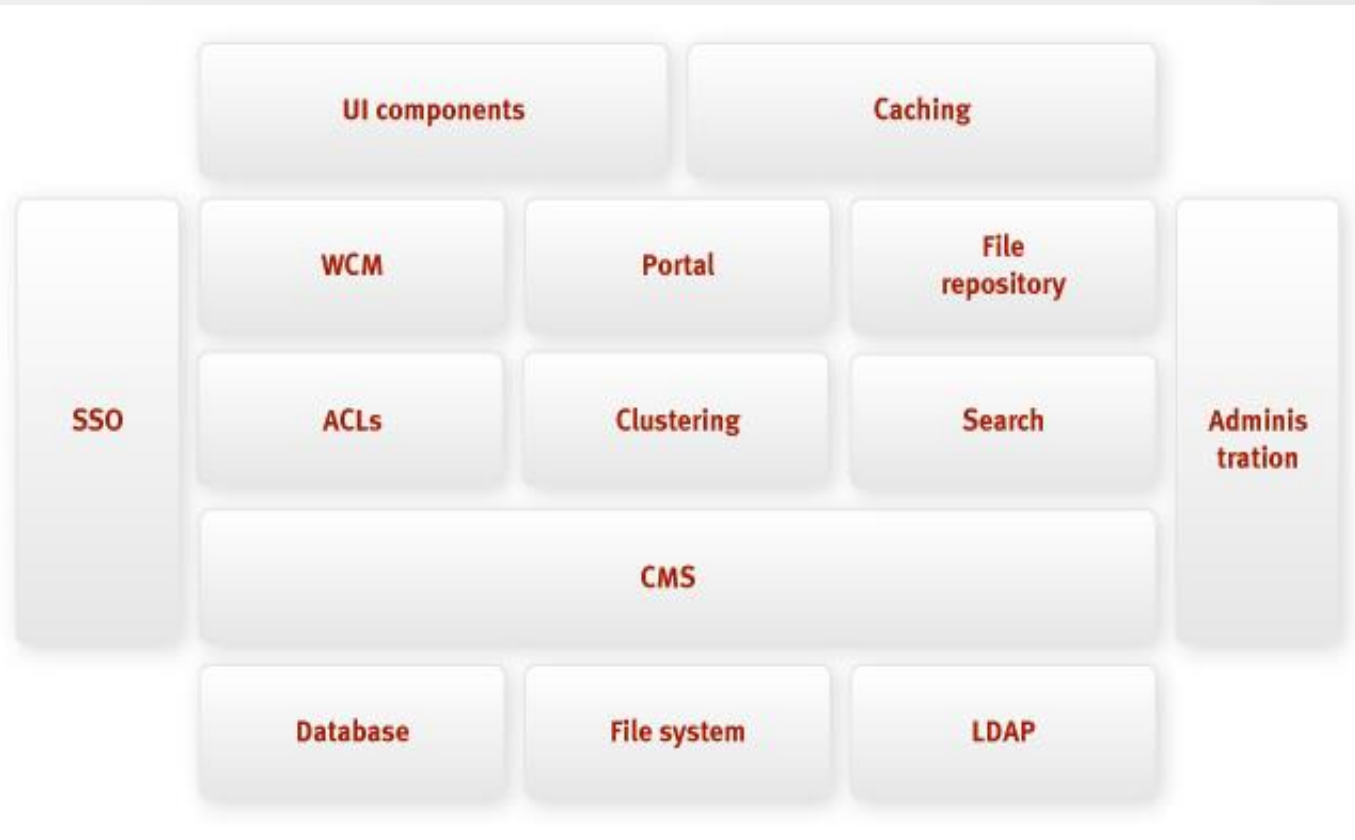 UI components
Caching
WCM
Portal
File
repository
SSO
ACLs
Clustering
Search
Adminis
tration
CMS
Database
File system
LDAP